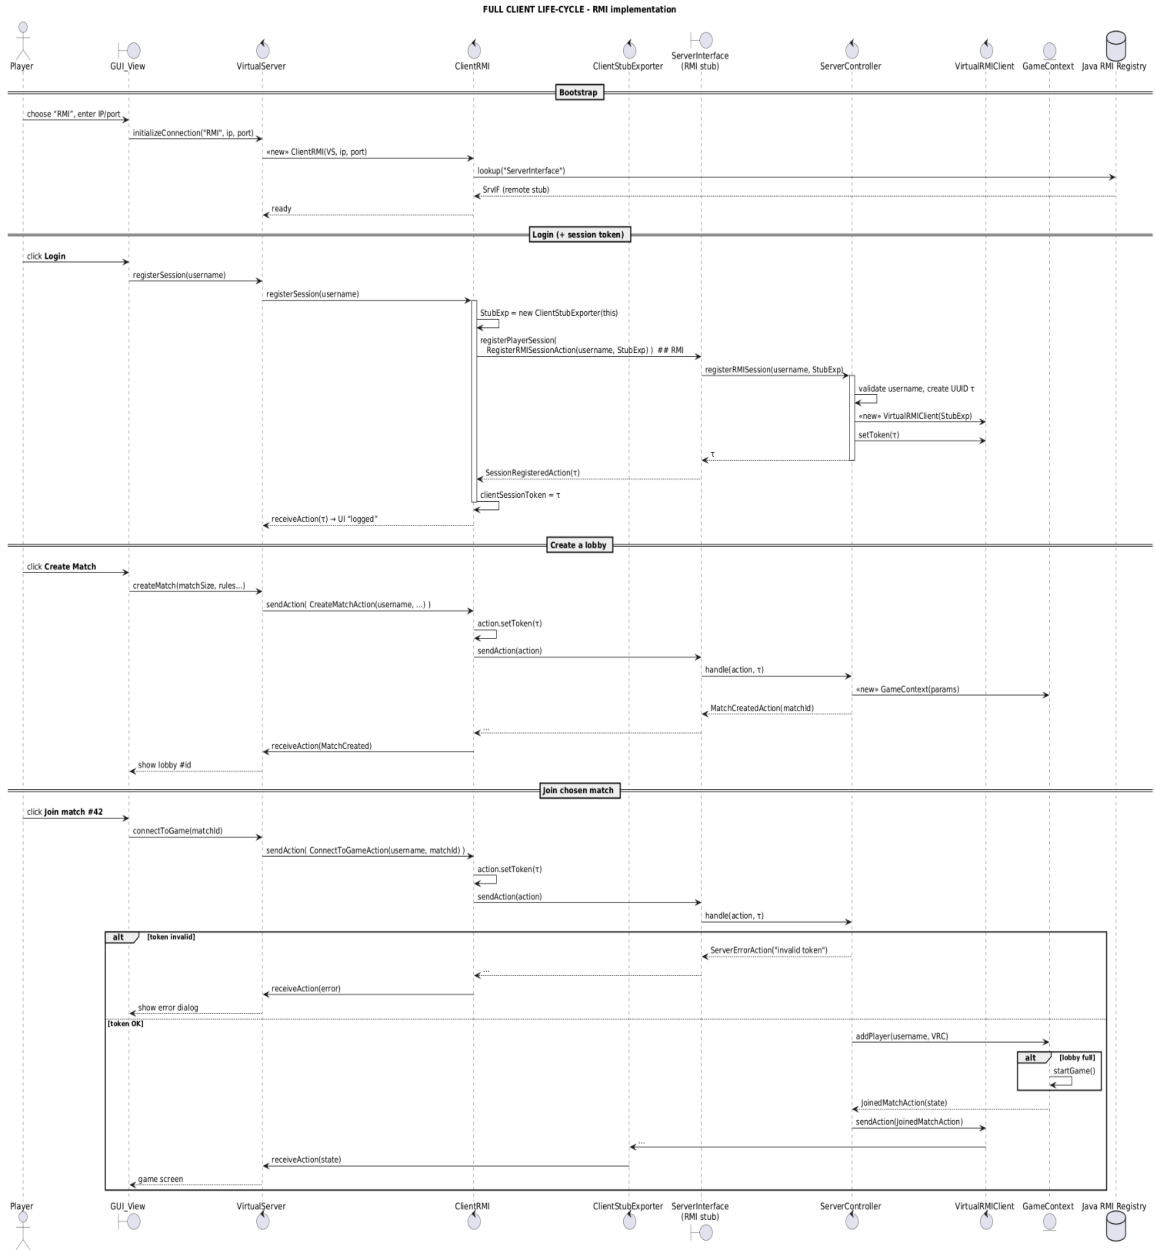 FULL CLIENT LIFE-CYCLE - RMI implementation
Player
GUI_View
VirtualServer
ClientRMI
ClientStubExporter
ServerInterface
(RMI stub)
ServerController
VirtualRMIClient
GameContext
Java RMI Registry
Bootstrap
choose "RMI", enter IP/port
initializeConnection("RMI", ip, port)
«new» ClientRMI(VS, ip, port)
lookup("ServerInterface")
SrvIF (remote stub)
ready
Login (+ session token)
click Login
registerSession(username)
registerSession(username)
StubExp = new ClientStubExporter(this)
registerPlayerSession(
RegisterRMISessionAction(username, StubExp) ) ## RMI
registerRMISession(username, StubExp)
validate username, create UUID τ
«new» VirtualRMIClient(StubExp)
setToken(τ)
τ
SessionRegisteredAction(τ)
clientSessionToken = τ
receiveAction(τ) → UI "logged"
Create a lobby
click Create Match
createMatch(matchSize, rules...)
sendAction( CreateMatchAction(username, ...) )
action.setToken(τ)
sendAction(action)
handle(action, τ)
«new» GameContext(params)
MatchCreatedAction(matchId)
...
receiveAction(MatchCreated)
show lobby #id
Join chosen match
click Join match #42
connectToGame(matchId)
sendAction( ConnectToGameAction(username, matchId) )
action.setToken(τ)
sendAction(action)
handle(action, τ)
alt [token invalid]
ServerErrorAction("invalid token")
...
receiveAction(error)
show error dialog
[token OK]
addPlayer(username, VRC)
alt [lobby full]
startGame()
JoinedMatchAction(state)
sendAction(JoinedMatchAction)
...
receiveAction(state)
game screen
Player
GUI_View
VirtualServer
ClientRMI
ClientStubExporter
ServerInterface
(RMI stub)
ServerController
VirtualRMIClient
GameContext
Java RMI Registry